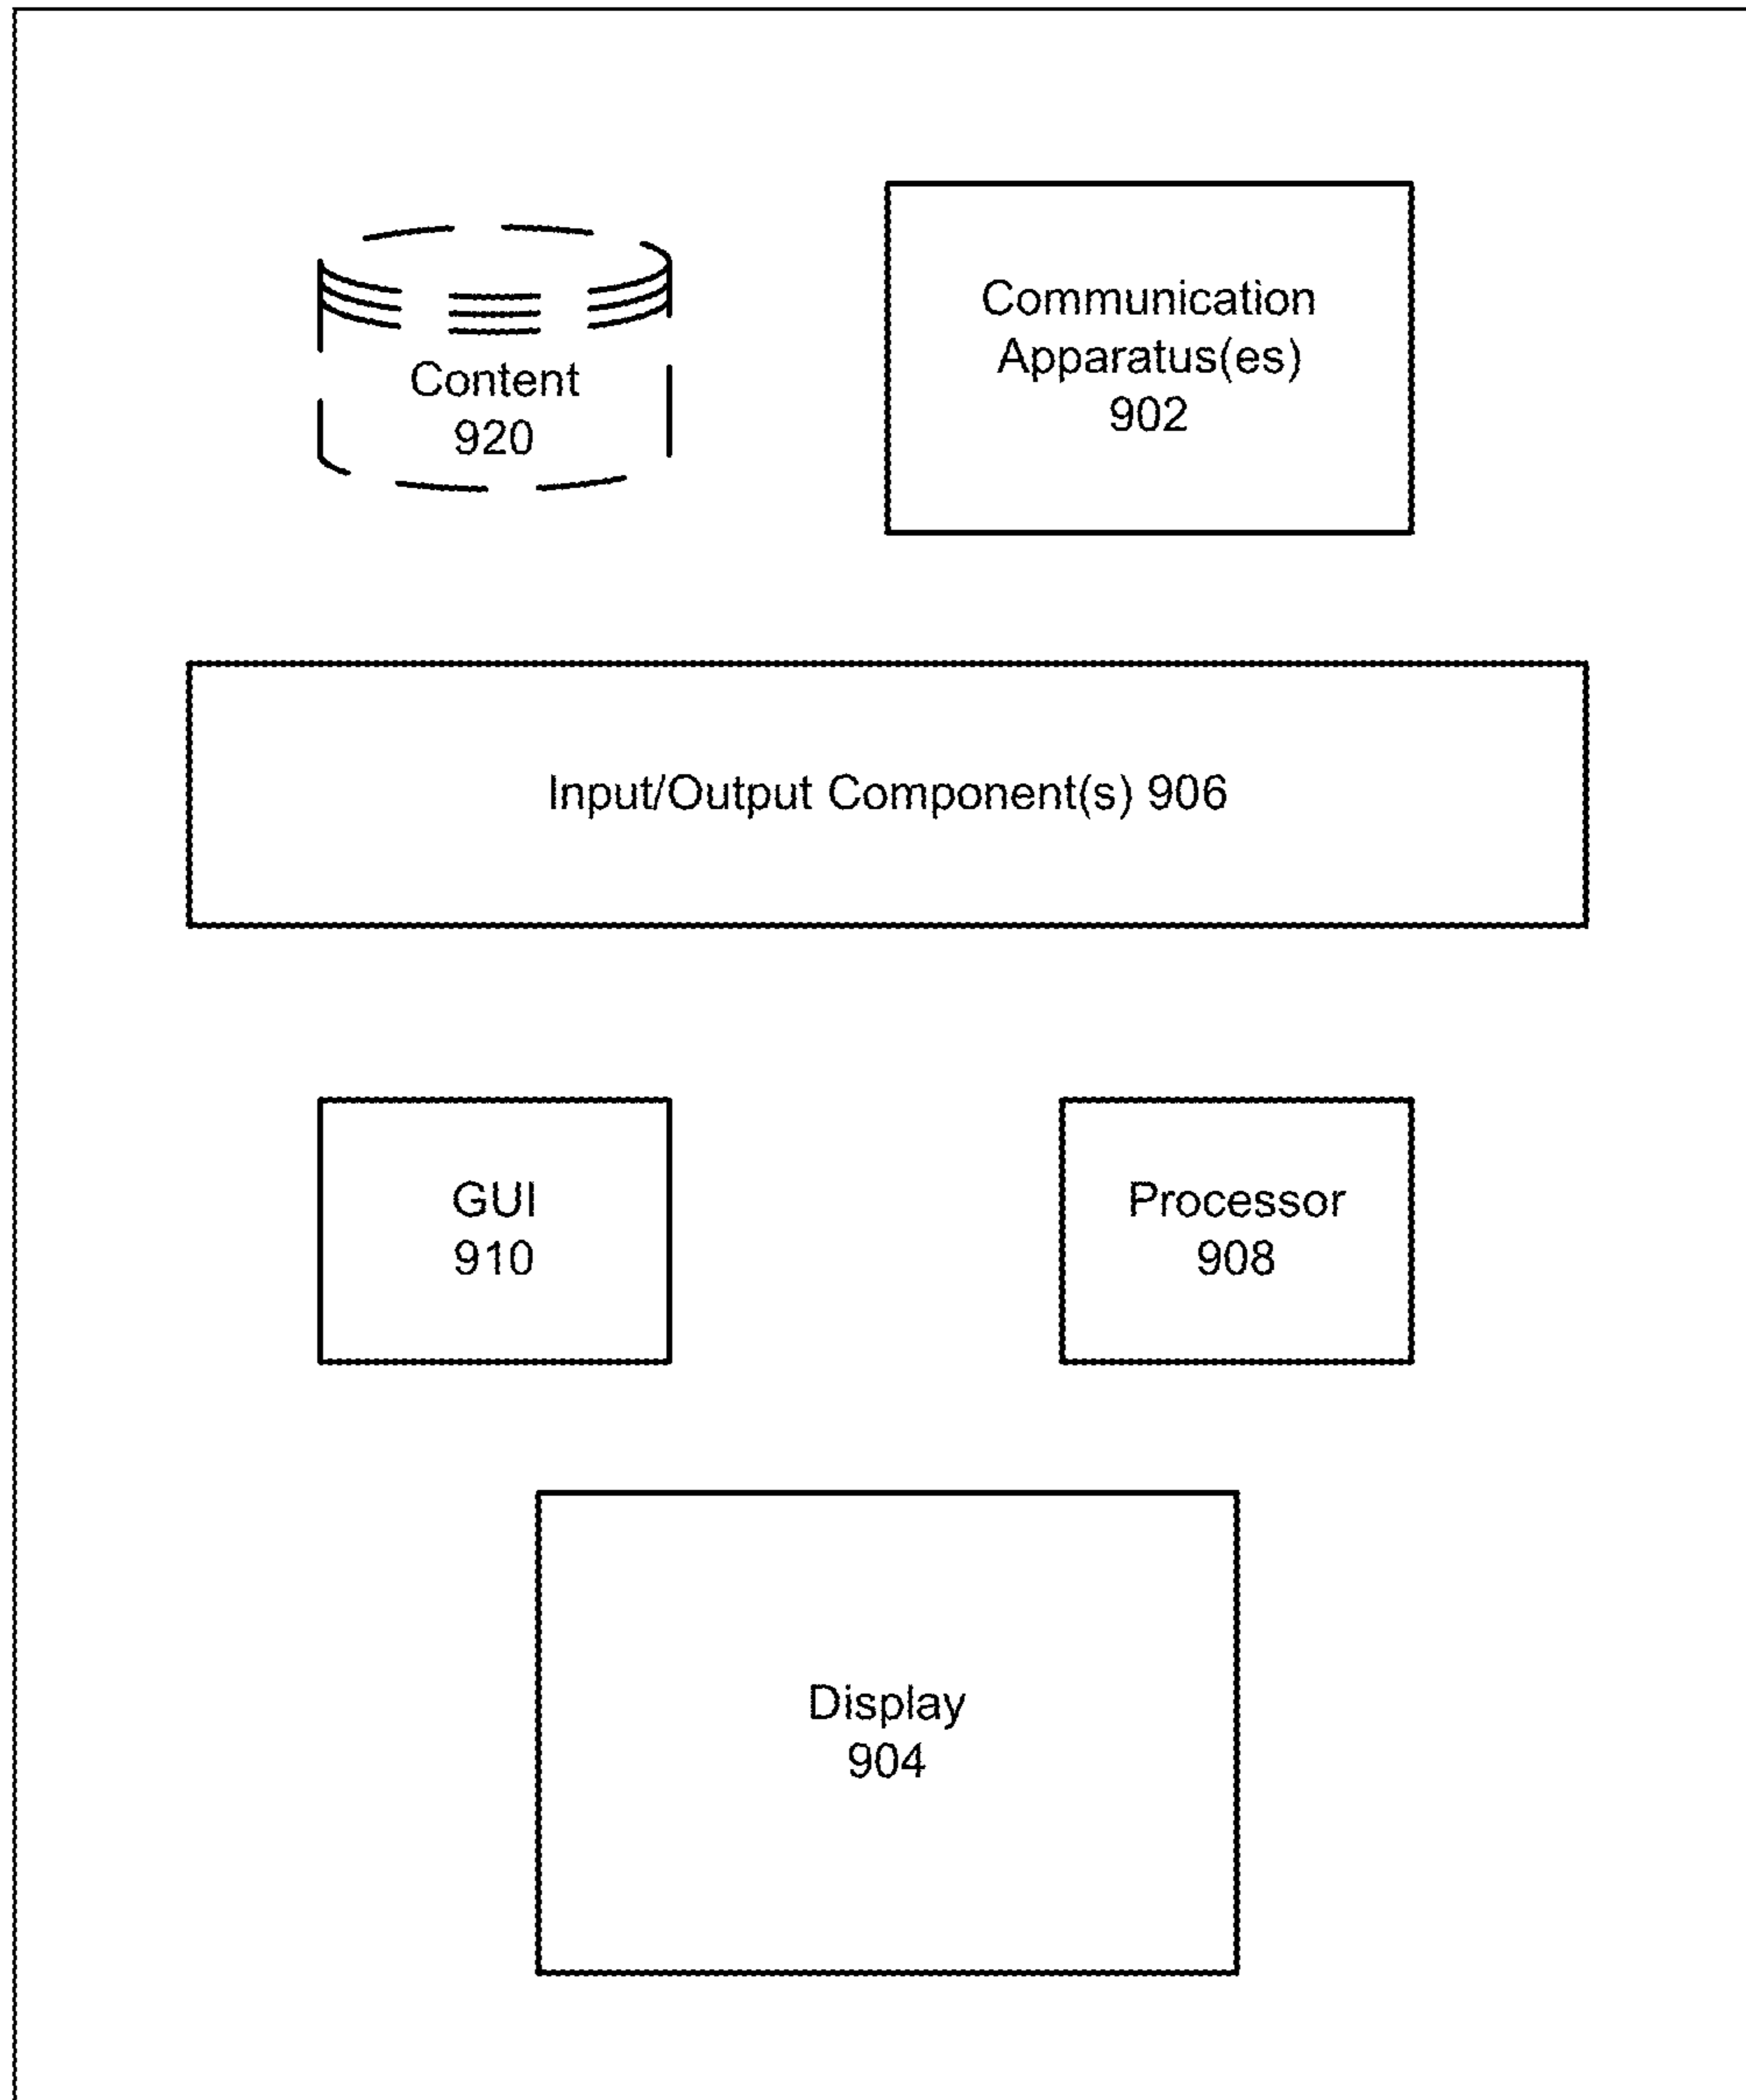 Content
920
Communication
Apparatus(es)
902
Input/Output Component(s) 906
GUI
910
Processor
908
Display
904